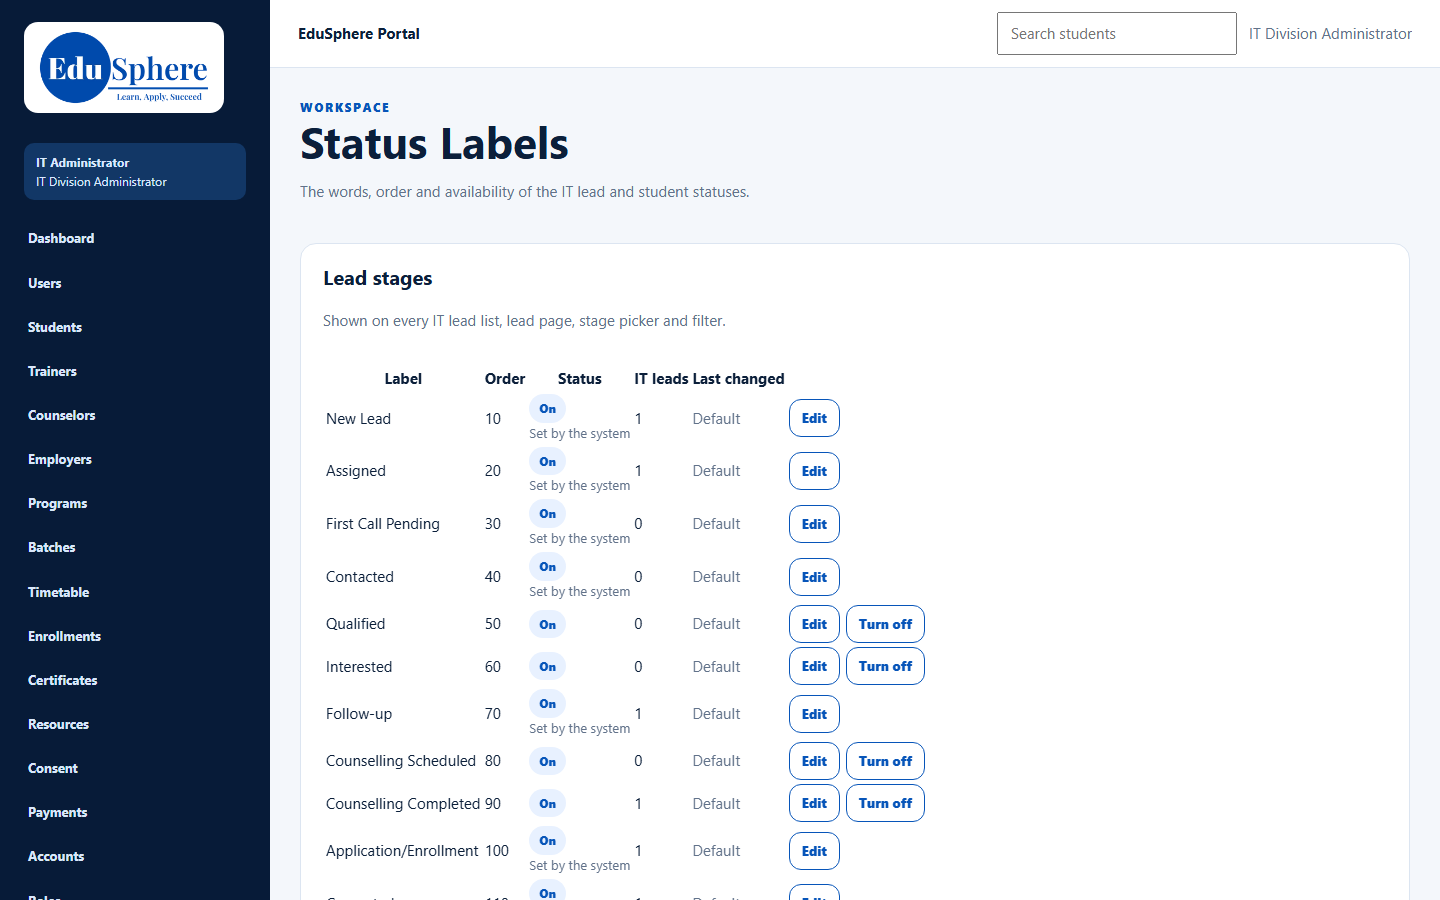 EduSphere
Learn. Apply, Succeed
IT Administrator
IT Division Administrator
Dashboard
Users
Students
Trainers
Counselors
Employers
Programs
Batches
Timetable
Enrollments
Certificates
Resources
Consent
Payments
Accounts
EduSphere Portal
Search students
IT Division Administrator
WORKSPACE
Status Labels
The words, order and availability of the IT lead and student statuses.
Lead stages
Shown on every IT lead list, lead page, stage picker and filter.
Label Order Status IT leads Last changed
New Lead 10 On Set by the system 1 Default Edit
Assigned 20 On Set by the system 1 Default Edit
First Call Pending 30 On Set by the system 0 Default Edit
Contacted 40 On Set by the system 0 Default Edit
Qualified 50 On 0 Default Edit Turn off
Interested 60 On 0 Default Edit Turn off
Follow-up 70 On Set by the system 1 Default Edit
Counselling Scheduled 80 On 0 Default Edit Turn off
Counselling Completed 90 On 1 Default Edit Turn off
Application/Enrollment 100 On Set by the system 1 Default Edit
On